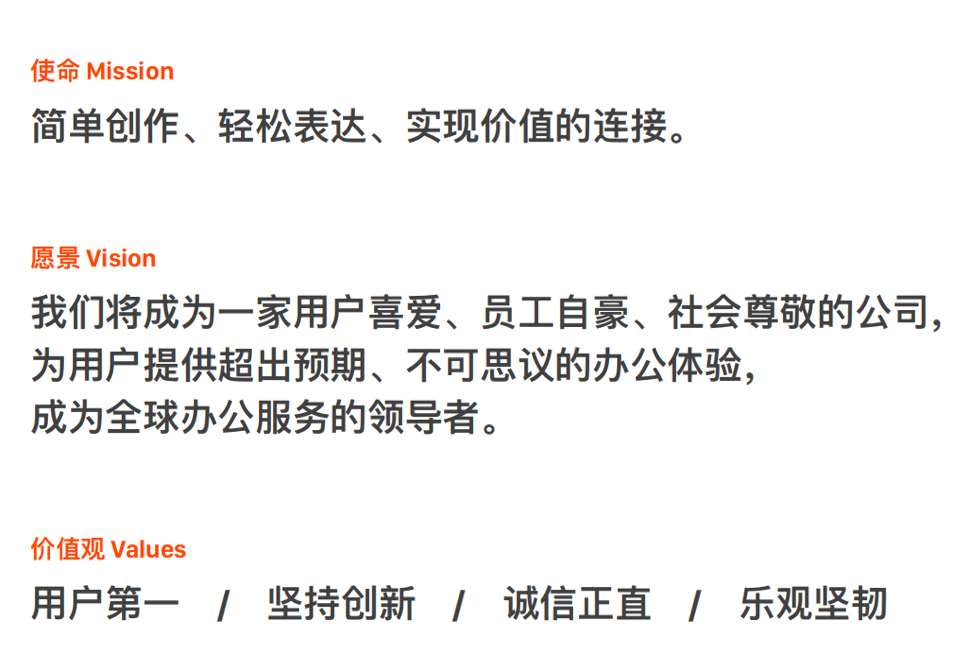 使命 Mission
简单创作、轻松表达、实现价值的连接。
愿景 Vision
我们将成为一家用户喜爱、员工自豪、社会尊敬的公司,
为用户提供超出预期、不可思议的办公体验,
成为全球办公服务的领导者。
价值观 Values
用户第一 / 坚持创新 / 诚信正直 / 乐观坚韧